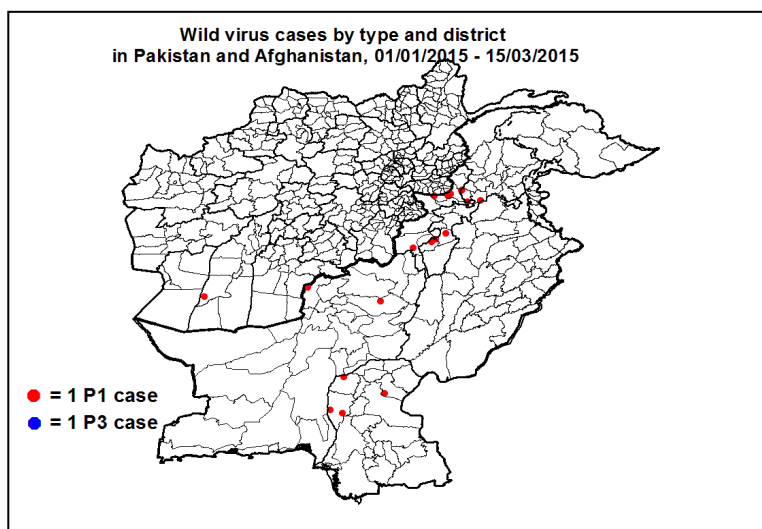 Wild virus cases by type and district
in Pakistan and Afghanistan, 01/01/2015 - 15/03/2015
= 1 P1 case
= 1 P3 case